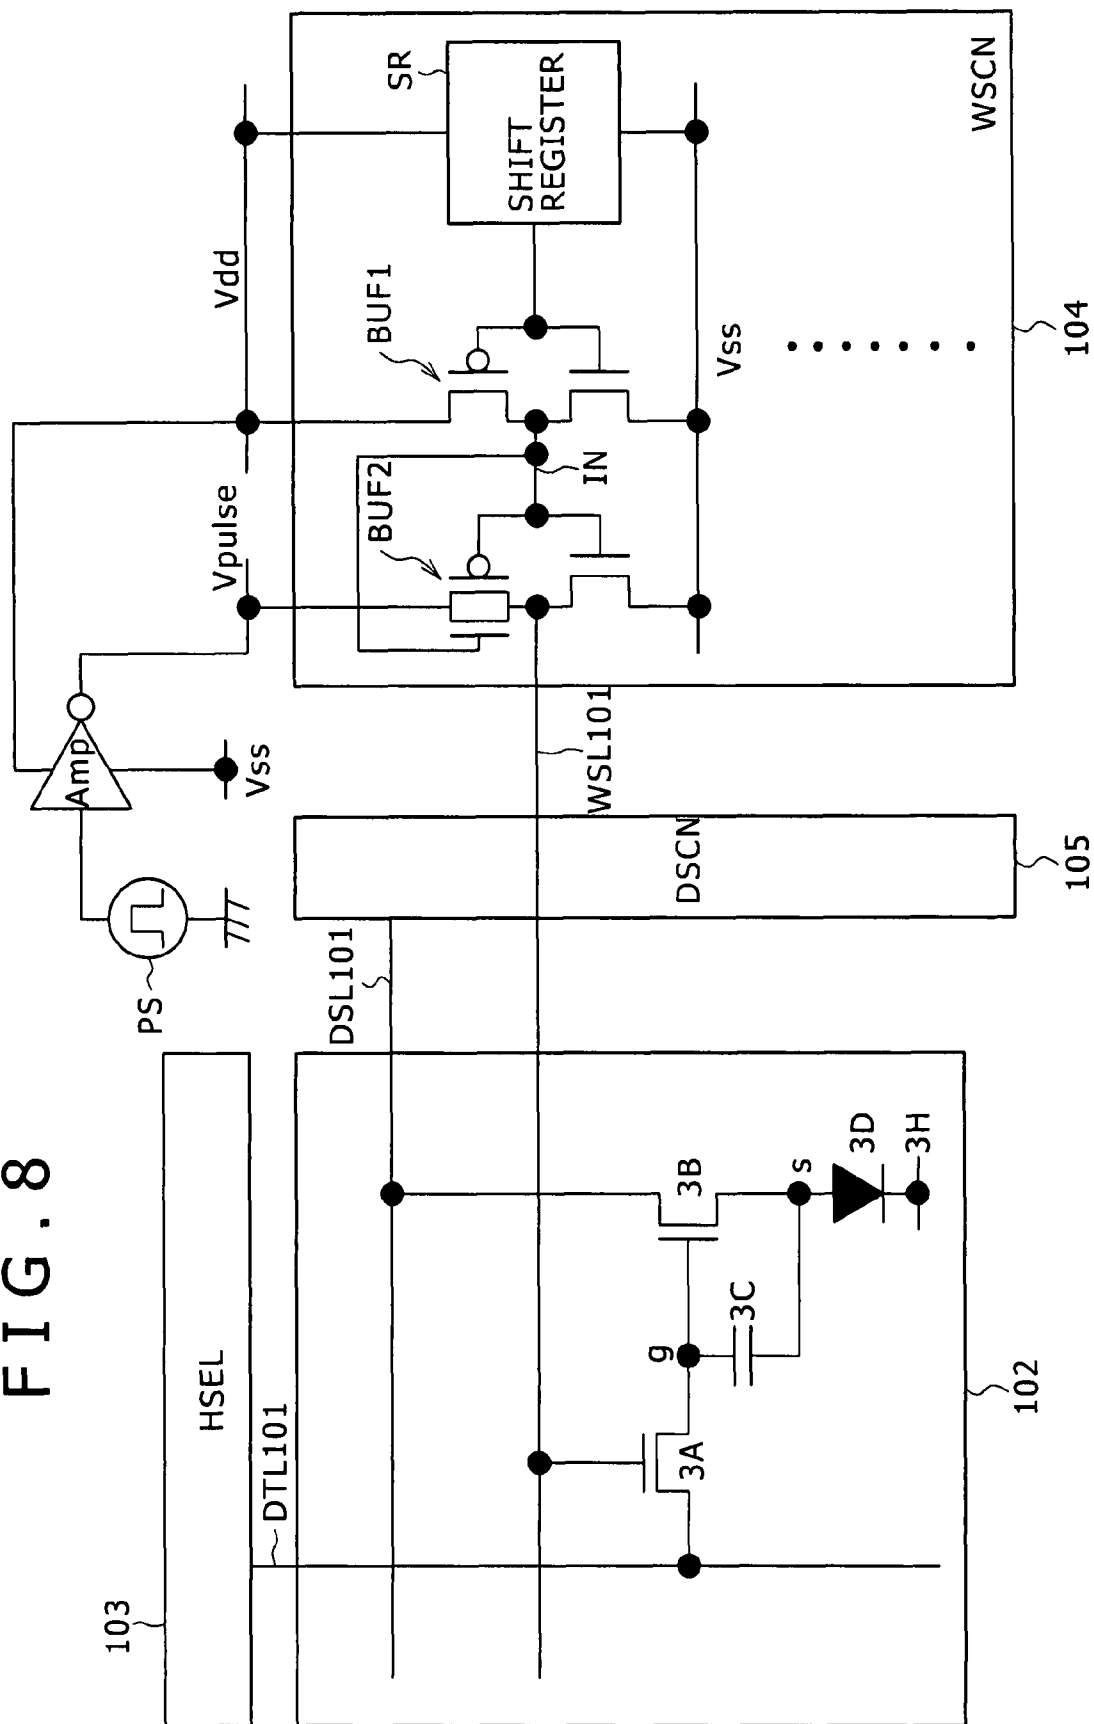 FIG. 8
103
HSEL
DTL101
PS
Amp
Vss
Vpulse
Vdd
DSL101
WSL101
DSCN
105
BUF2
BUF1
IN
SR
SHIFT
REGISTER
Vss
WSCN
104
3A
g
3C
3B
s
3D
3H
102